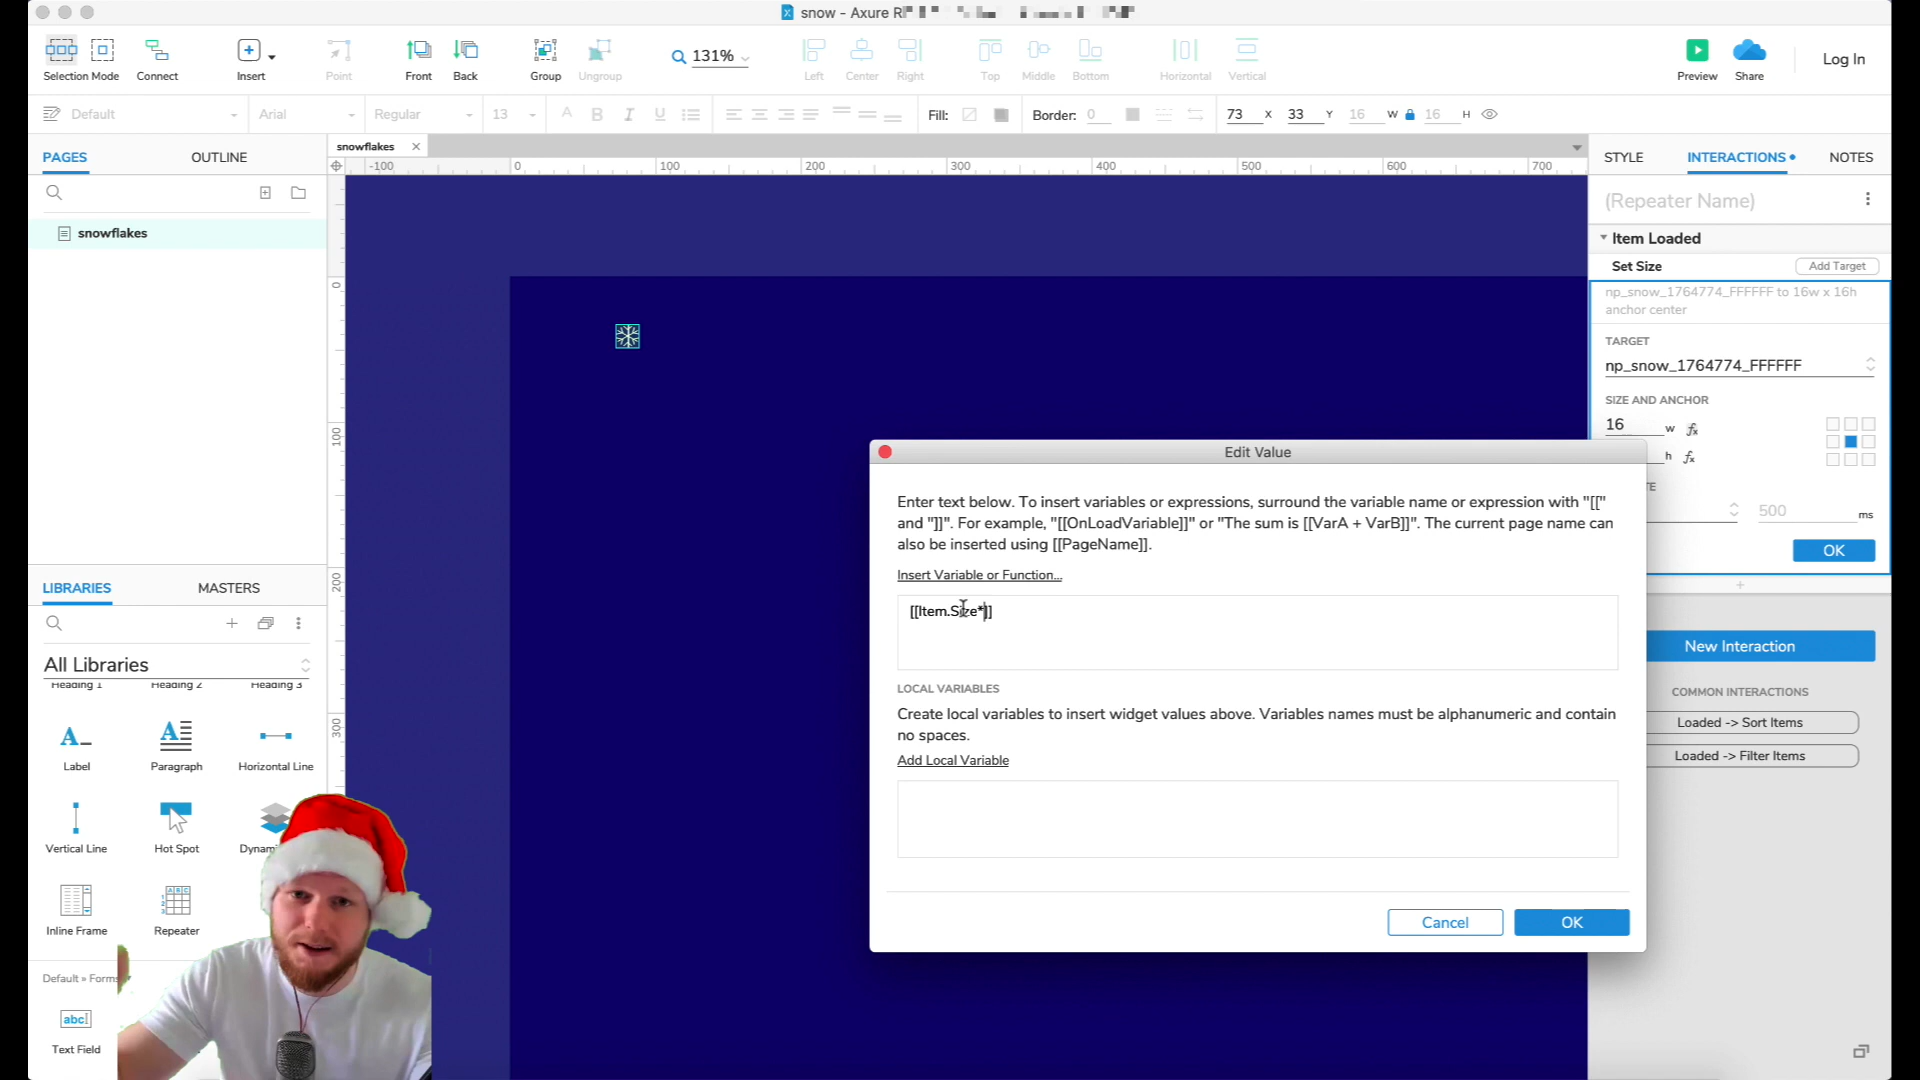 snow - Axure R
Selection Mode
Connect
Insert
Point
Front
Back
Group
Ungroup
131%
Left
Center
Right
Top
Middle
Bottom
Horizontal
Vertical
Preview
Share
Log In
Default
Arial
Regular
13
Fill:
Border: 0
73 X
33 Y
16 W
16 H
PAGES
OUTLINE
snowflakes
snowflakes
-100
0
100
200
300
400
500
600
700
0
100
200
300
LIBRARIES
MASTERS
All Libraries
Heading 1
Heading 2
Heading 3
Label
Paragraph
Horizontal Line
Vertical Line
Hot Spot
Inline Frame
Repeater
Default » Forms
abc
Text Field
Edit Value
Enter text below. To insert variables or expressions, surround the variable name or expression with "[["
and "]]". For example, "[[OnLoadVariable]]" or "The sum is [[VarA + VarB]]". The current page name can
also be inserted using [[PageName]].
Insert Variable or Function...
[[Item.Size*]]
LOCAL VARIABLES
Create local variables to insert widget values above. Variables names must be alphanumeric and contain
no spaces.
Add Local Variable
Cancel
OK
STYLE
INTERACTIONS
NOTES
(Repeater Name)
Item Loaded
Set Size
Add Target
np_snow_1764774_FFFFFF to 16w x 16h
anchor center
TARGET
np_snow_1764774_FFFFFF
SIZE AND ANCHOR
16 w fx
h fx
500 ms
OK
New Interaction
COMMON INTERACTIONS
Loaded -> Sort Items
Loaded -> Filter Items